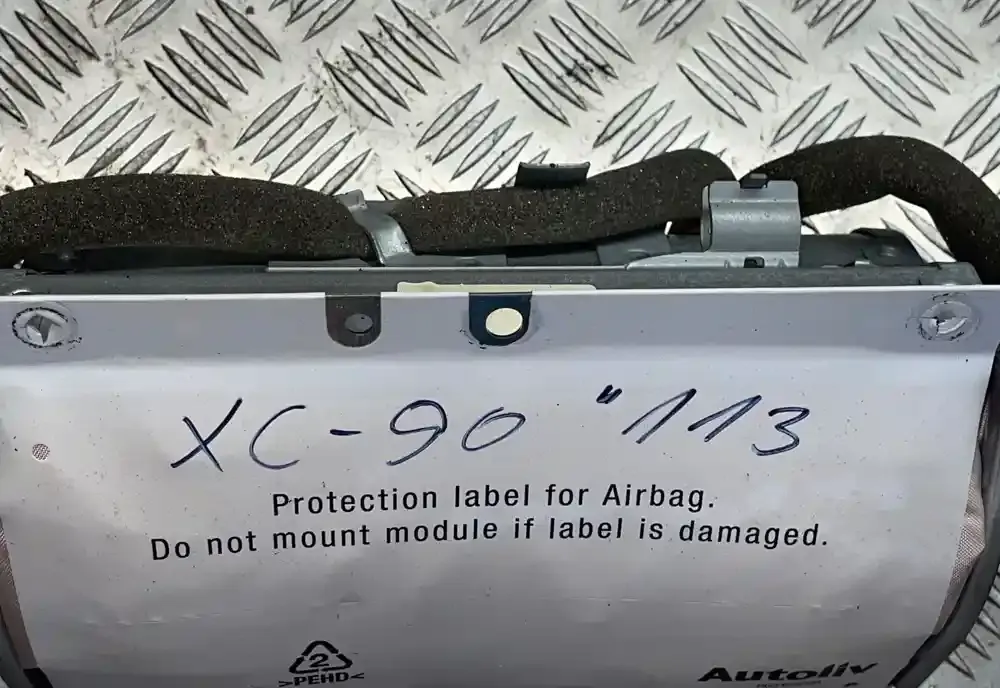 XC-90 "113
Protection label for Airbag.
Do not mount module if label is damaged.
2
>PEHD<
Autoliv